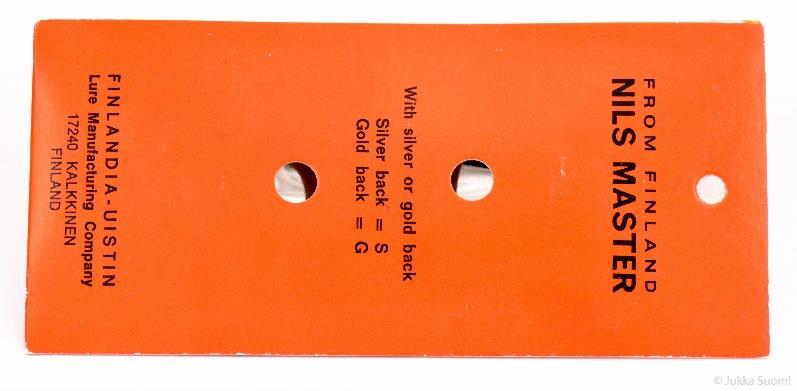 FROM FINLAND
NILS MASTER
With silver or gold back
Silver back = S
Gold back = G
FINLANDIA-UISTIN
Lure Manufacturing Company
17240 KALKKINEN
FINLAND
© Jukka Suomi